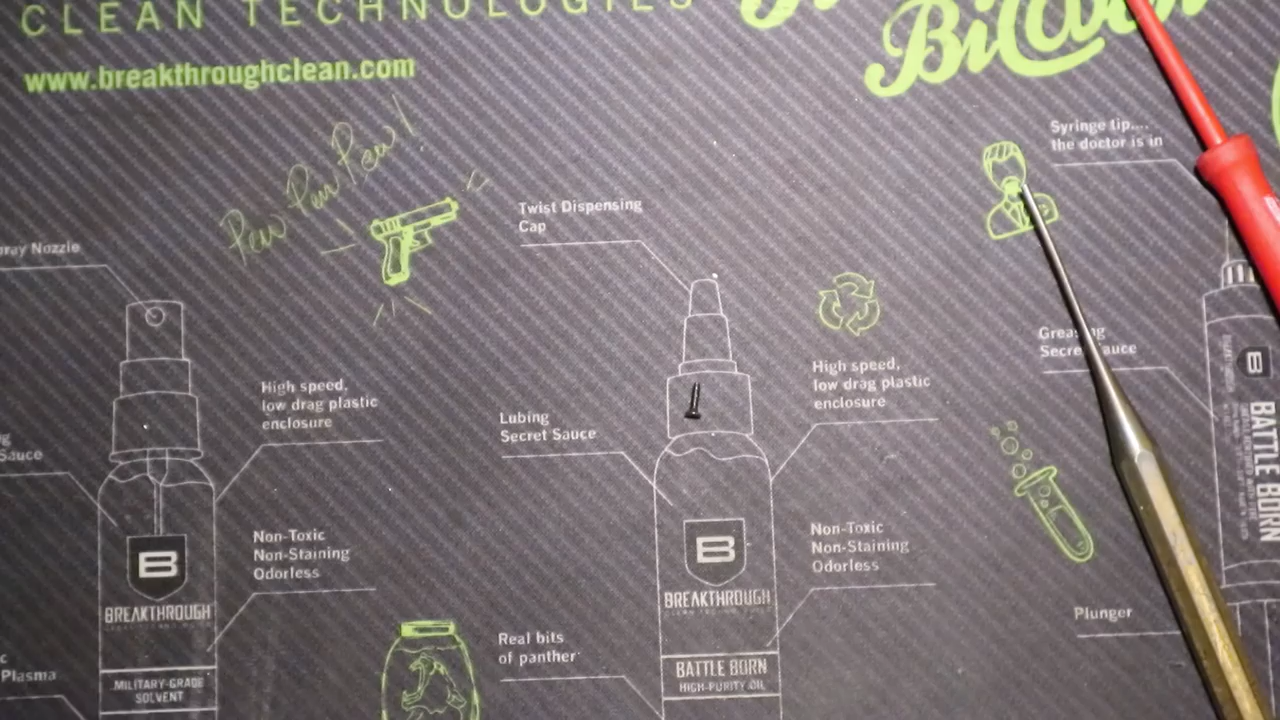 CLEAN TECHNOLOGIES
www.breakthroughclean.com
BiCover
Pew Pew Pew!
Syringe tip....
the doctor is in
Twist Dispensing
Cap
Nozzle
High speed,
low drag plastic
enclosure
High speed,
low drag plastic
enclosure
Secret Sauce
Lubing
Secret Sauce
Sauce
Non-Toxic
Non-Staining
Odorless
Non-Toxic
Non-Staining
Odorless
B
BREAKTHROUGH
B
BREAKTHROUGH
B
BATTLE BORN
Plunger
Real bits
of panther
Plasma
MILITARY-GRADE
SOLVENT
BATTLE BORN
HIGH-PURITY OIL